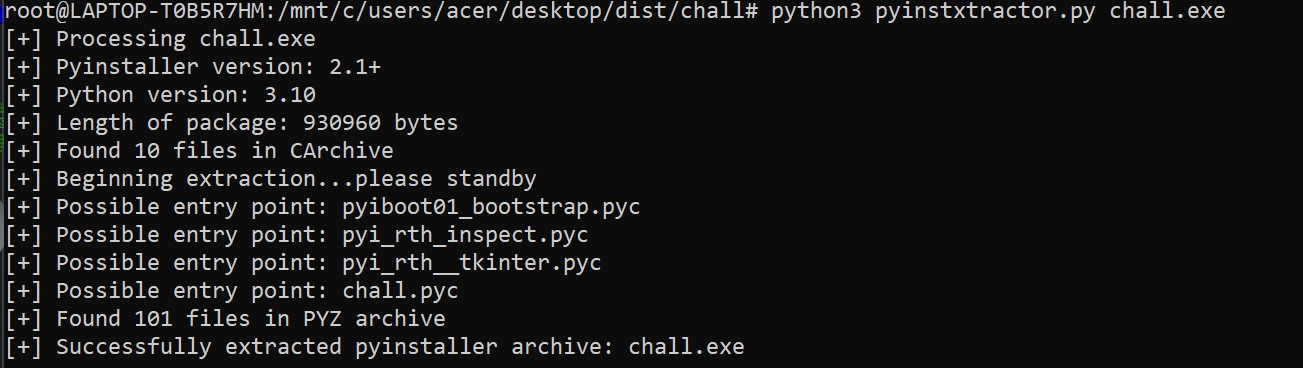 root@LAPTOP-T0B5R7HM:/mnt/c/users/acer/desktop/dist/chall# python3 pyinstxtractor.py chall.exe
[+] Processing chall.exe
[+] Pyinstaller version: 2.1+
[+] Python version: 3.10
[+] Length of package: 930960 bytes
[+] Found 10 files in CArchive
[+] Beginning extraction...please standby
[+] Possible entry point: pyiboot01_bootstrap.pyc
[+] Possible entry point: pyi_rth_inspect.pyc
[+] Possible entry point: pyi_rth__tkinter.pyc
[+] Possible entry point: chall.pyc
[+] Found 101 files in PYZ archive
[+] Successfully extracted pyinstaller archive: chall.exe